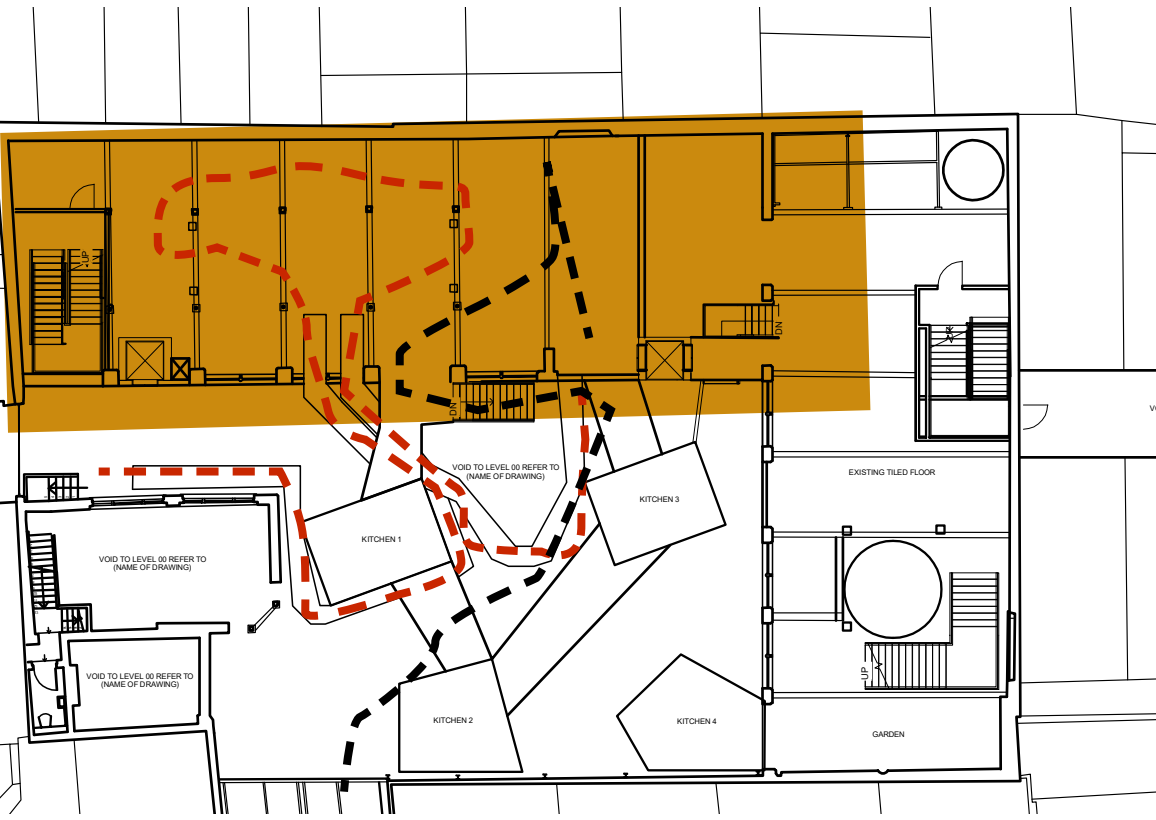 UP
DN
DN
EXISTING TILED FLOOR
VOID TO LEVEL 00 REFER TO
(NAME OF DRAWING)
KITCHEN 3
KITCHEN 1
VOID TO LEVEL 00 REFER TO
(NAME OF DRAWING)
UP
VOID TO LEVEL 00 REFER TO
(NAME OF DRAWING)
KITCHEN 2
KITCHEN 4
GARDEN